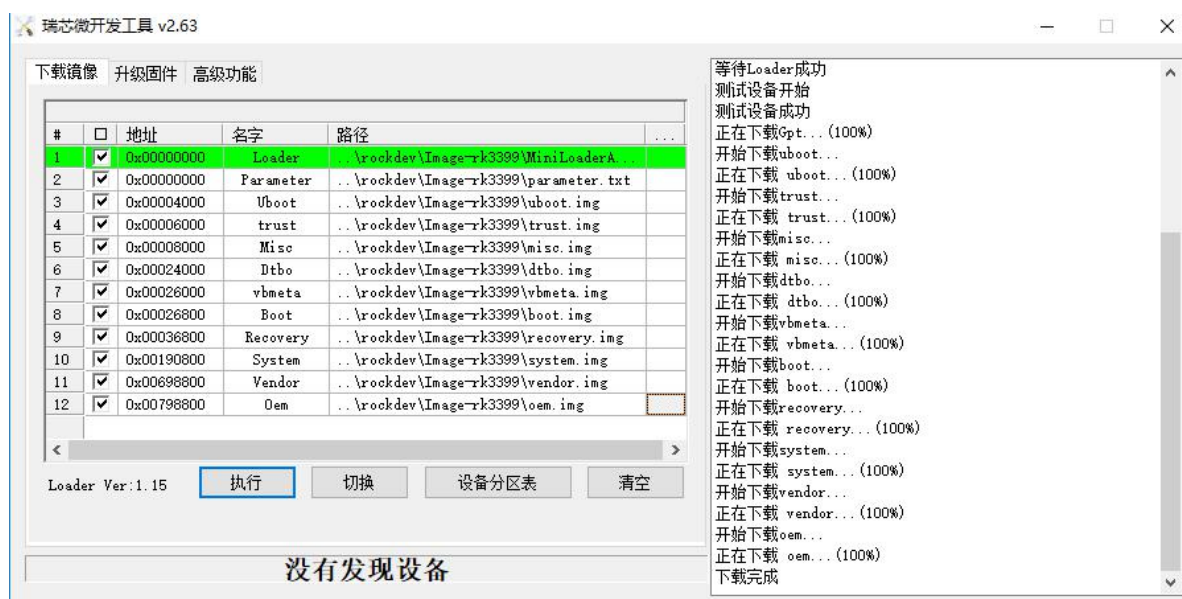 瑞芯微开发工具 v2.63
下载镜像 升级固件 高级功能
# 地址 名字 路径 ...
1 0x00000000 Loader ..\rockdev\Image-rk3399\MiniLoaderA...
2 0x00000000 Parameter ..\rockdev\Image-rk3399\parameter.txt
3 0x00004000 Uboot ..\rockdev\Image-rk3399\uboot.img
4 0x00006000 trust ..\rockdev\Image-rk3399\trust.img
5 0x00008000 Misc ..\rockdev\Image-rk3399\misc.img
6 0x00024000 Dtbo ..\rockdev\Image-rk3399\dtbo.img
7 0x00026000 vbmeta ..\rockdev\Image-rk3399\vbmeta.img
8 0x00026800 Boot ..\rockdev\Image-rk3399\boot.img
9 0x00036800 Recovery ..\rockdev\Image-rk3399\recovery.img
10 0x00190800 System ..\rockdev\Image-rk3399\system.img
11 0x00698800 Vendor ..\rockdev\Image-rk3399\vendor.img
12 0x00798800 Oem ..\rockdev\Image-rk3399\oem.img
Loader Ver:1.15 执行 切换 设备分区表 清空
没有发现设备
等待Loader成功
测试设备开始
测试设备成功
正在下载Gpt...(100%)
开始下载uboot...
正在下载 uboot...(100%)
开始下载trust...
正在下载 trust...(100%)
开始下载misc...
正在下载 misc...(100%)
开始下载dtbo...
正在下载 dtbo...(100%)
开始下载vbmeta...
正在下载 vbmeta...(100%)
开始下载boot...
正在下载 boot...(100%)
开始下载recovery...
正在下载 recovery...(100%)
开始下载system...
正在下载 system...(100%)
开始下载vendor...
正在下载 vendor...(100%)
开始下载oem...
正在下载 oem...(100%)
下载完成